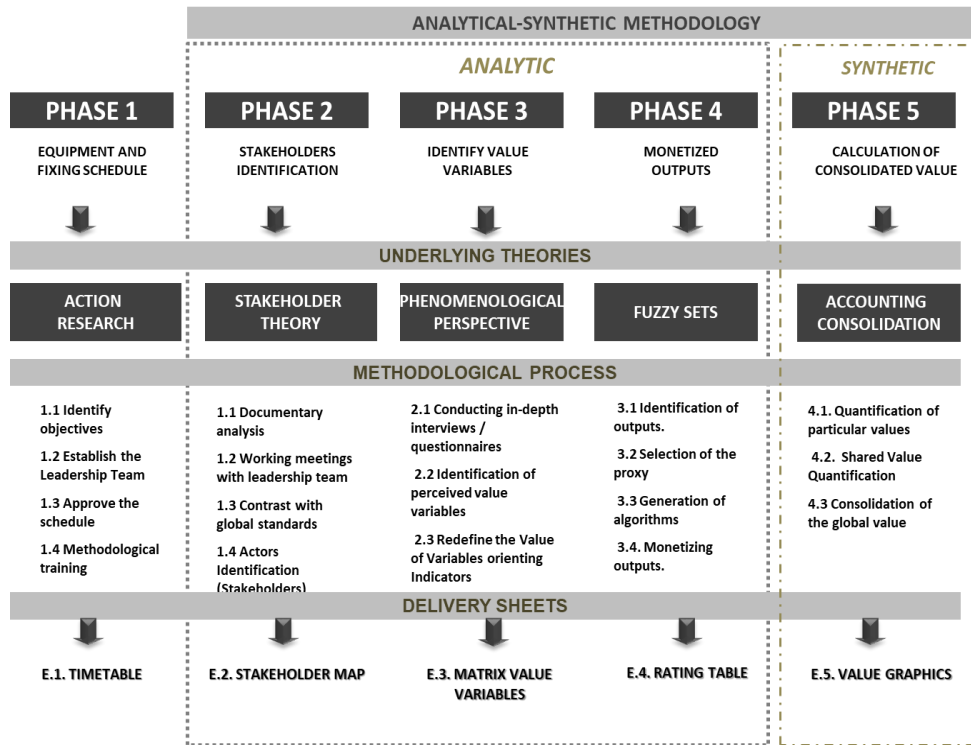 ANALYTICAL-SYNTHETIC METHODOLOGY
ANALYTIC
SYNTHETIC
PHASE 1
PHASE 2
PHASE 3
PHASE 4
PHASE 5
EQUIPMENT AND
FIXING SCHEDULE
STAKEHOLDERS
IDENTIFICATION
IDENTIFY VALUE
VARIABLES
MONETIZED
OUTPUTS
CALCULATION OF
CONSOLIDATED VALUE
UNDERLYING THEORIES
ACTION
RESEARCH
STAKEHOLDER
THEORY
PHENOMENOLOGICAL
PERSPECTIVE
FUZZY SETS
ACCOUNTING
CONSOLIDATION
METHODOLOGICAL PROCESS
1.1 Identify
objectives
1.2 Establish the
Leadership Team
1.3 Approve the
schedule
1.4 Methodological
training
1.1 Documentary
analysis
1.2 Working meetings
with leadership team
1.3 Contrast with
global standards
1.4 Actors
Identification
(Stakeholders)
2.1 Conducting in-depth
interviews /
questionnaires
2.2 Identification of
perceived value
variables
2.3 Redefine the Value
of Variables orienting
Indicators
3.1 Identification of
outputs.
3.2 Selection of the
proxy
3.3 Generation of
algorithms
3.4. Monetizing
outputs.
4.1. Quantification of
particular values
4.2. Shared Value
Quantification
4.3 Consolidation of
the global value
DELIVERY SHEETS
E.1. TIMETABLE
E.2. STAKEHOLDER MAP
E.3. MATRIX VALUE
VARIABLES
E.4. RATING TABLE
E.5. VALUE GRAPHICS